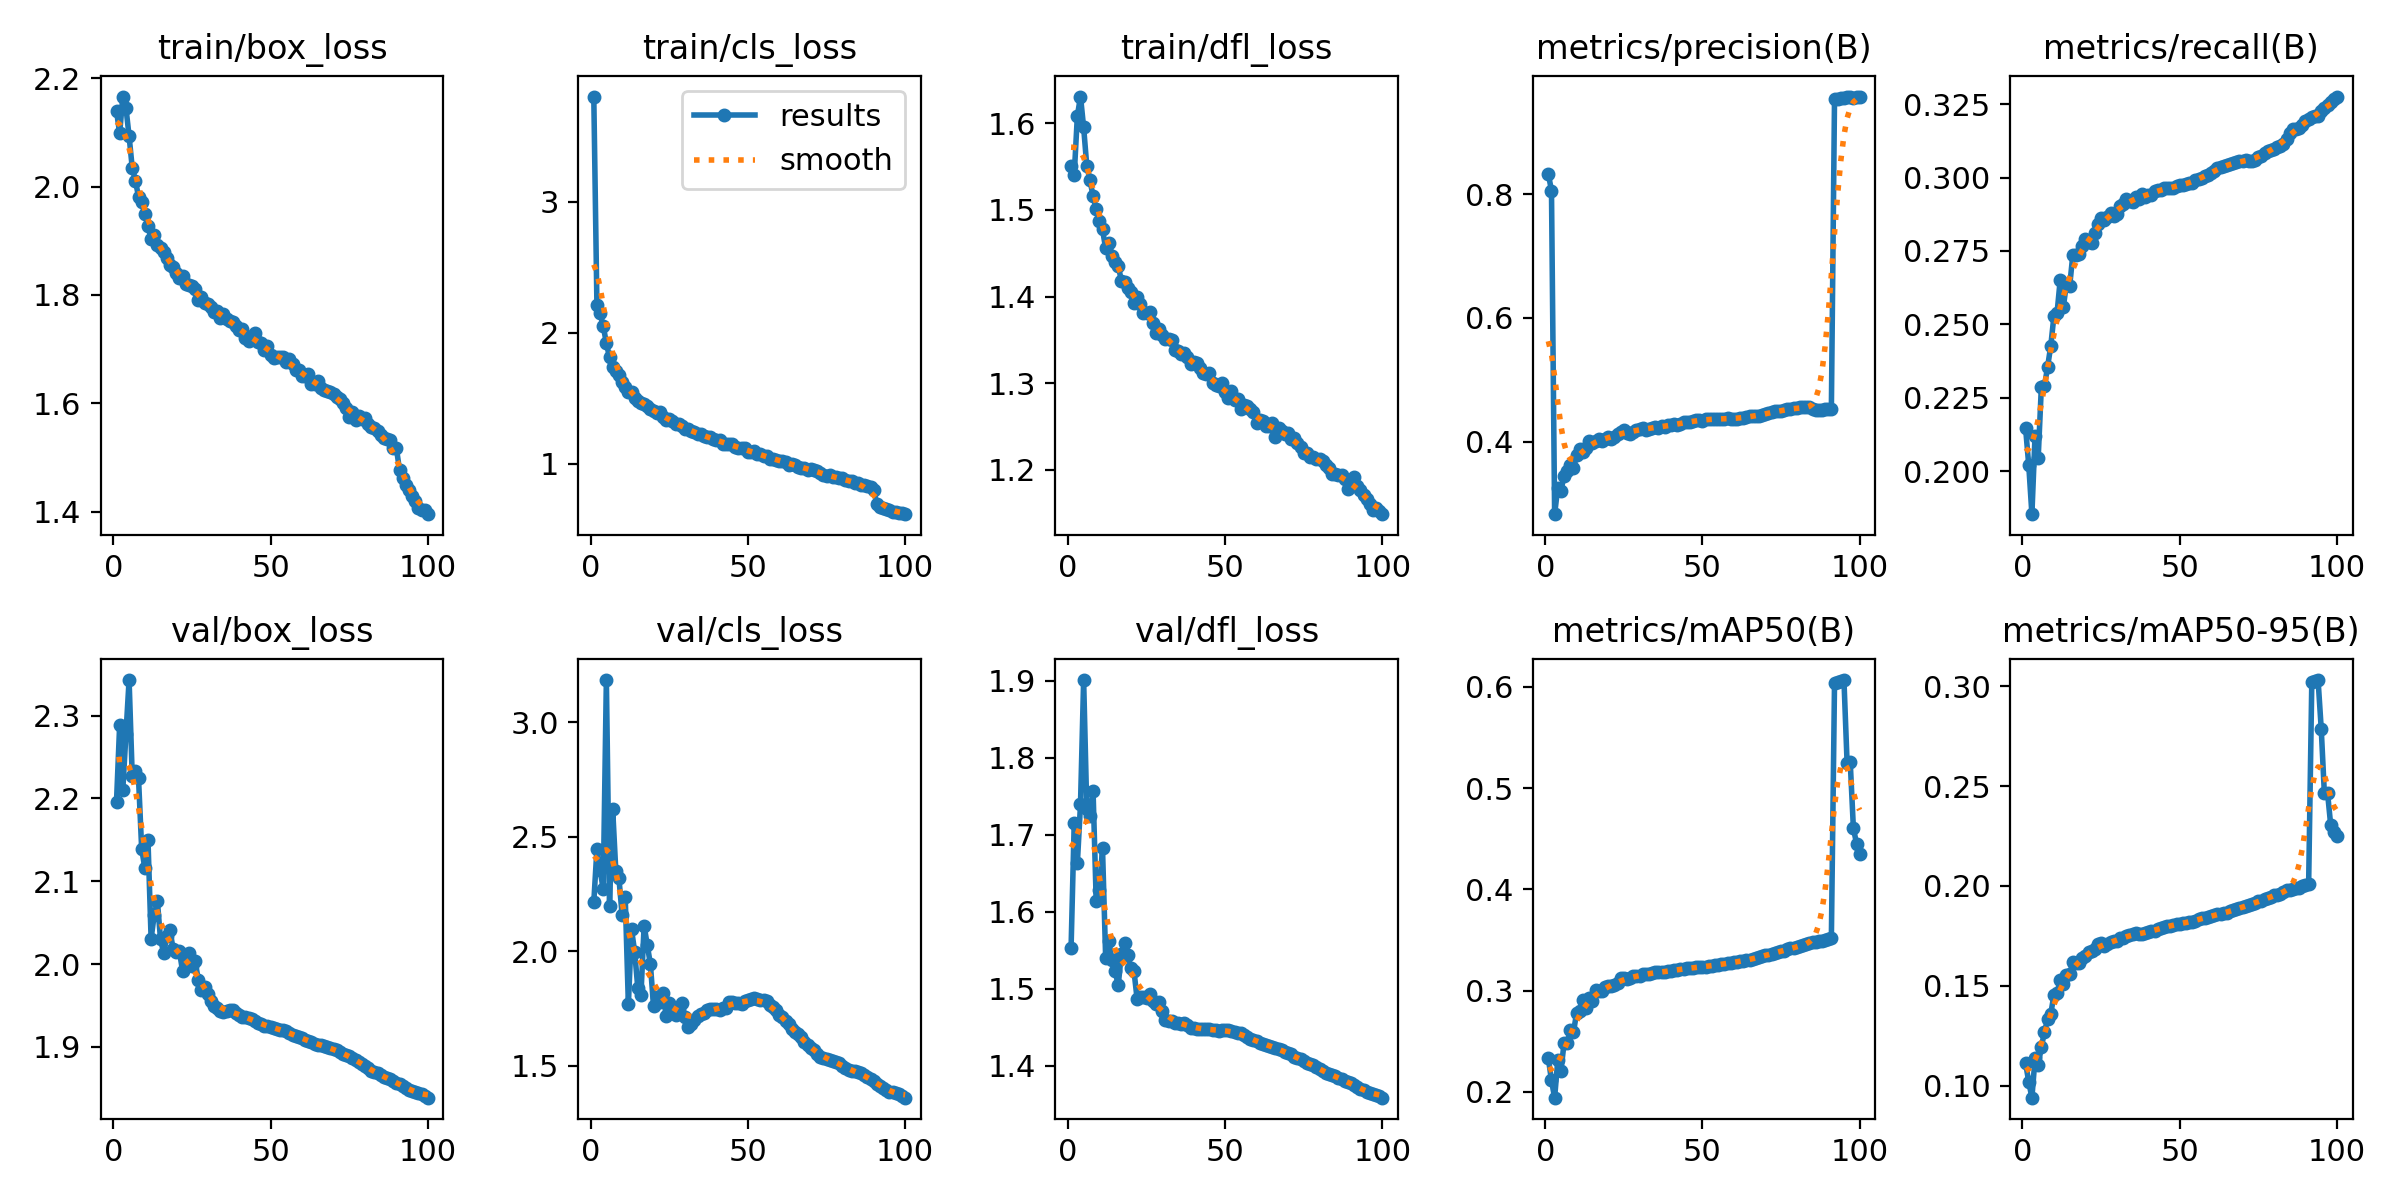 train/box_loss
2.2
2.0
1.8
1.6
1.4
0 50 100
train/cls_loss
results
smooth
3
2
1
0 50 100
train/dfl_loss
1.6
1.5
1.4
1.3
1.2
0 50 100
metrics/precision(B)
0.8
0.6
0.4
0 50 100
metrics/recall(B)
0.325
0.300
0.275
0.250
0.225
0.200
0 50 100
val/box_loss
2.3
2.2
2.1
2.0
1.9
0 50 100
val/cls_loss
3.0
2.5
2.0
1.5
0 50 100
val/dfl_loss
1.9
1.8
1.7
1.6
1.5
1.4
0 50 100
metrics/mAP50(B)
0.6
0.5
0.4
0.3
0.2
0 50 100
metrics/mAP50-95(B)
0.30
0.25
0.20
0.15
0.10
0 50 100